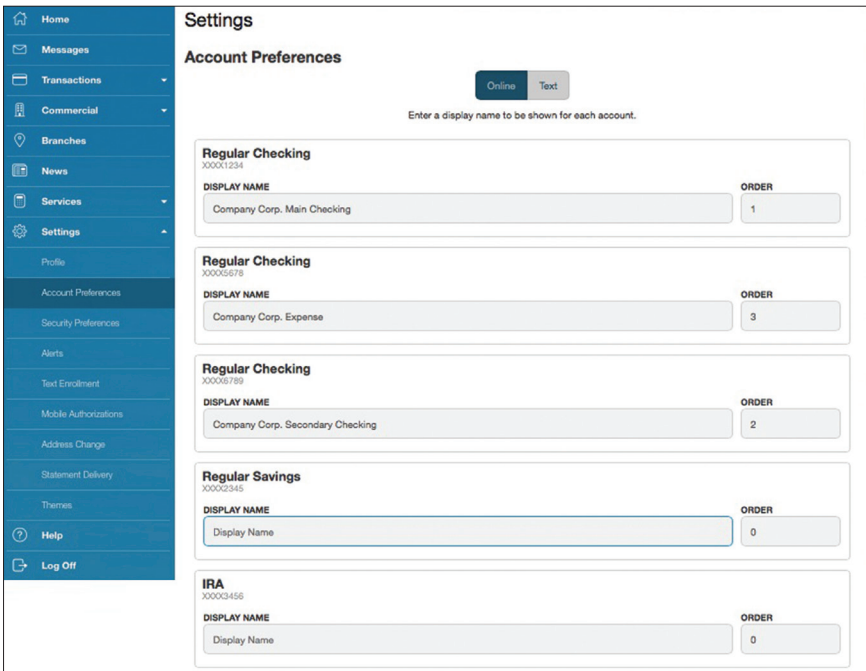 Home
Messages
Transactions
Commercial
Branches
News
Services
Settings
Profile
Account Preferences
Security Preferences
Alerts
Text Enrollment
Mobile Authorizations
Address Change
Statement Delivery
Themes
Help
Log Off
Settings
Account Preferences
Online Text
Enter a display name to be shown for each account.
Regular Checking
XXXX1234
DISPLAY NAME ORDER
Company Corp. Main Checking 1
Regular Checking
XXXX5678
DISPLAY NAME ORDER
Company Corp. Expense 3
Regular Checking
XXXX6789
DISPLAY NAME ORDER
Company Corp. Secondary Checking 2
Regular Savings
XXXX2345
DISPLAY NAME ORDER
Display Name 0
IRA
XXXX3456
DISPLAY NAME ORDER
Display Name 0